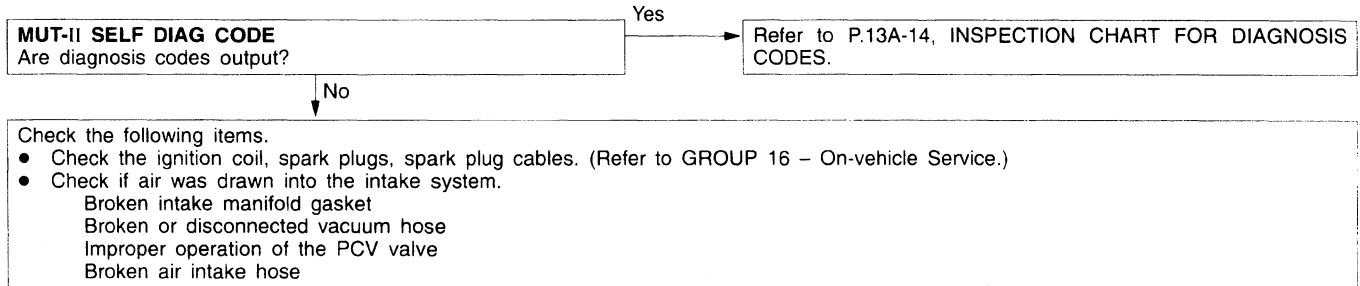 Yes
MUT-II SELF DIAG CODE
Are diagnosis codes output?
Refer to P.13A-14, INSPECTION CHART FOR DIAGNOSIS
CODES.
No
Check the following items.
● Check the ignition coil, spark plugs, spark plug cables. (Refer to GROUP 16 – On-vehicle Service.)
● Check if air was drawn into the intake system.
Broken intake manifold gasket
Broken or disconnected vacuum hose
Improper operation of the PCV valve
Broken air intake hose